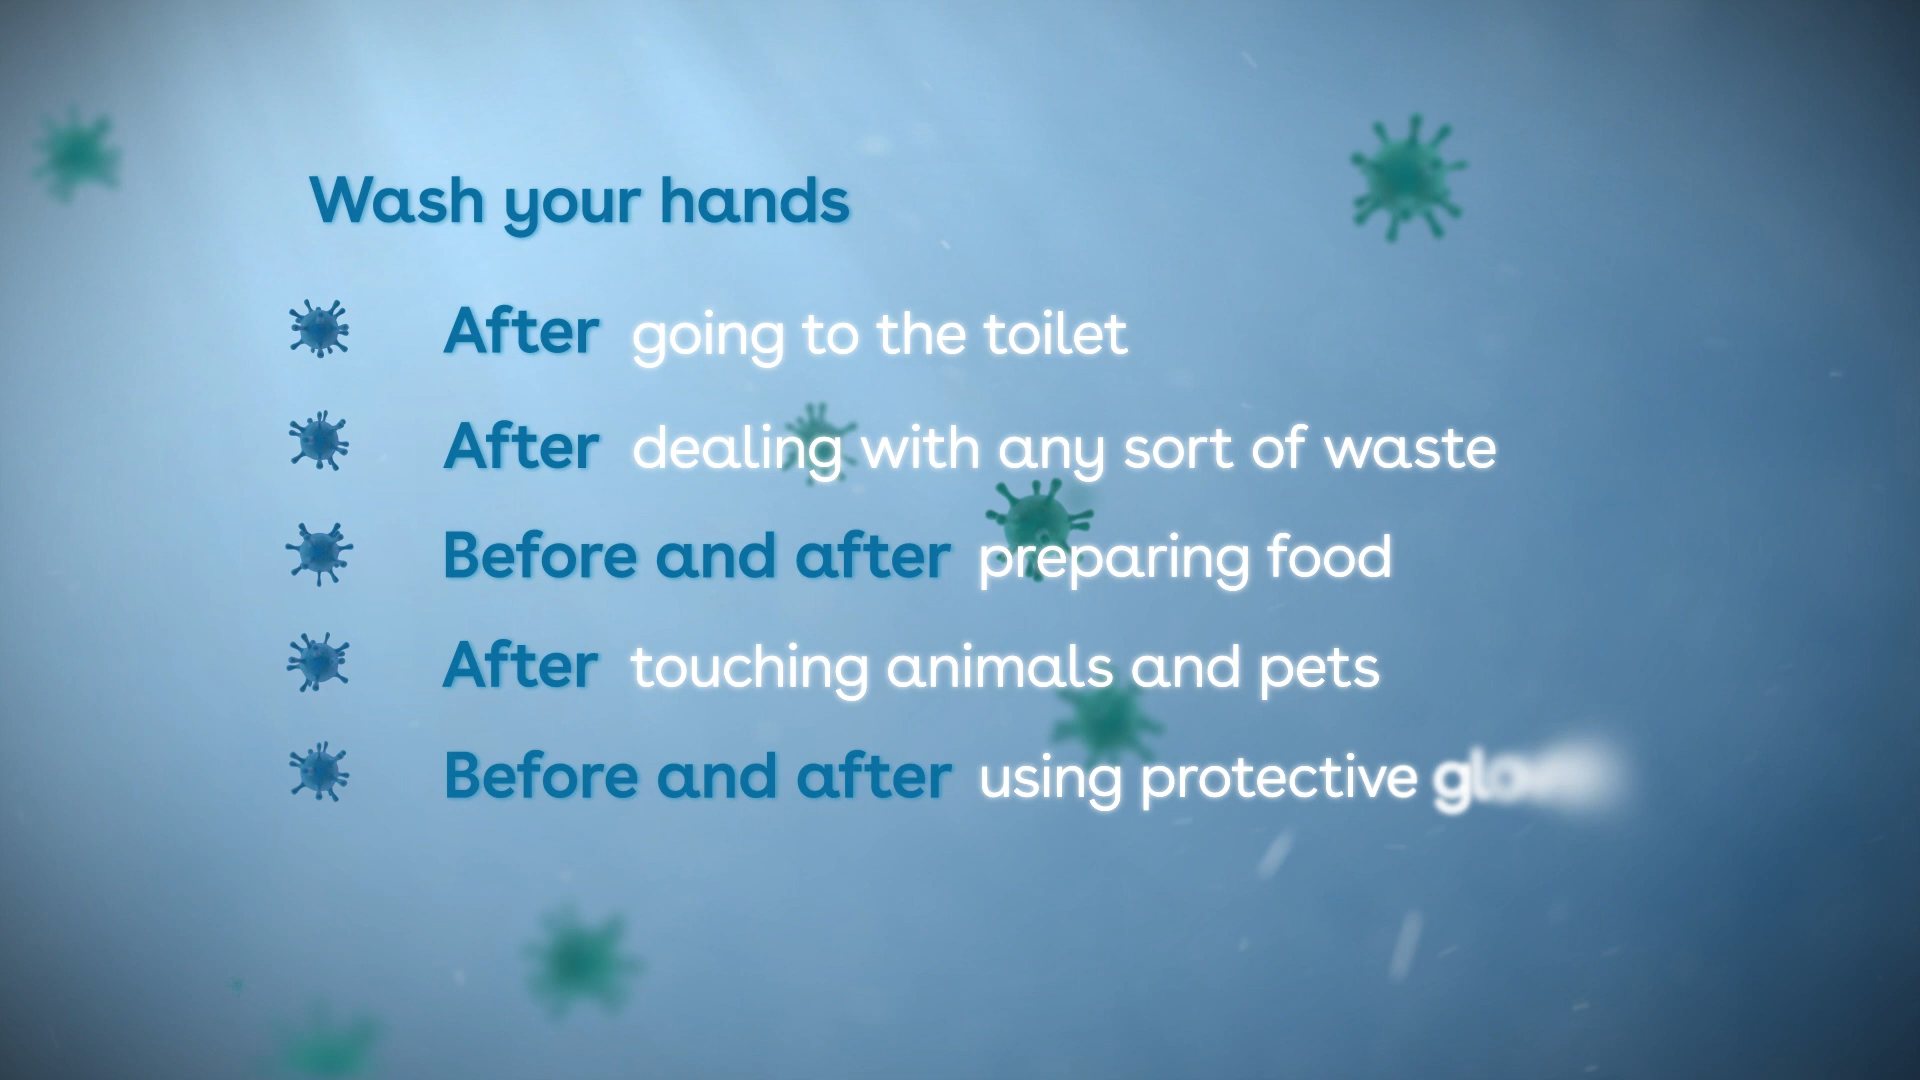 Wash your hands
After going to the toilet
After dealing with any sort of waste
Before and after preparing food
After touching animals and pets
Before and after using protective